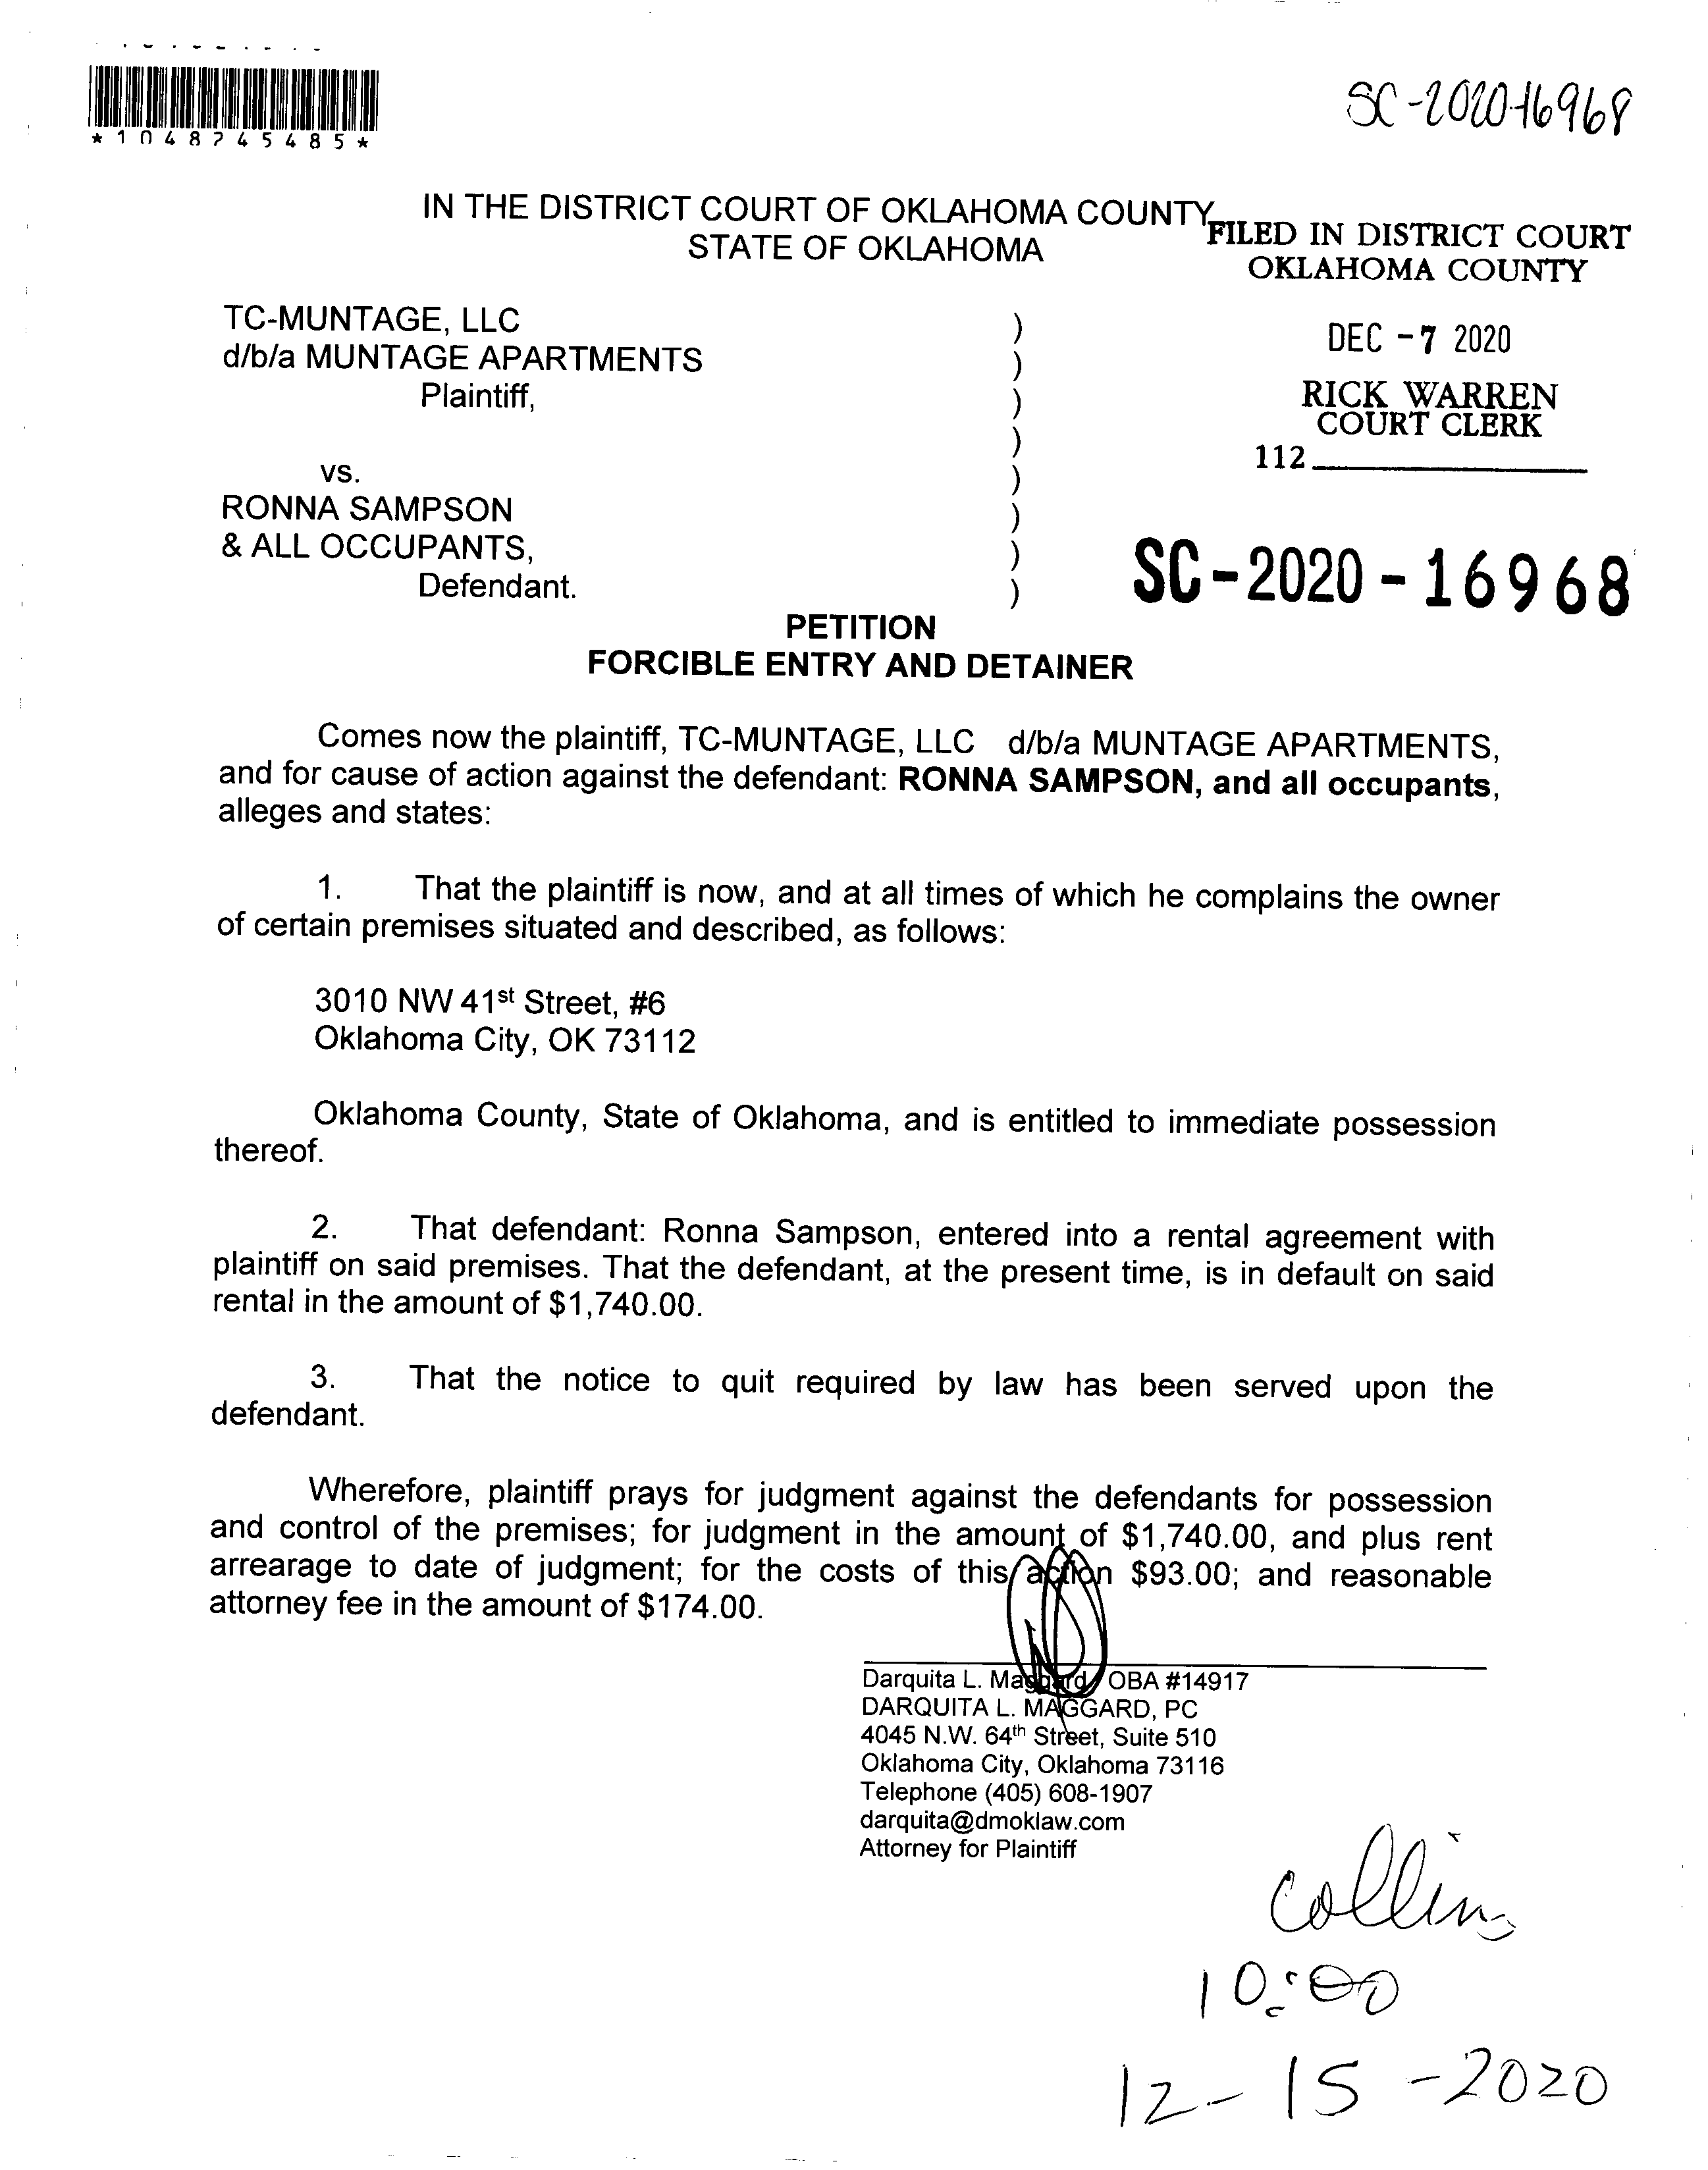 *1048745485*
SC-2020-16968
IN THE DISTRICT COURT OF OKLAHOMA COUNTY
STATE OF OKLAHOMA
FILED IN DISTRICT COURT
OKLAHOMA COUNTY
DEC -7 2020
RICK WARREN
COURT CLERK
112
TC-MUNTAGE, LLC )
d/b/a MUNTAGE APARTMENTS )
Plaintiff, )
)
vs. )
RONNA SAMPSON )
& ALL OCCUPANTS, )
Defendant. )
SC-2020-16968
PETITION
FORCIBLE ENTRY AND DETAINER
Comes now the plaintiff, TC-MUNTAGE, LLC d/b/a MUNTAGE APARTMENTS,
and for cause of action against the defendant: RONNA SAMPSON, and all occupants,
alleges and states:
1. That the plaintiff is now, and at all times of which he complains the owner
of certain premises situated and described, as follows:
3010 NW 41st Street, #6
Oklahoma City, OK 73112
Oklahoma County, State of Oklahoma, and is entitled to immediate possession
thereof.
2. That defendant: Ronna Sampson, entered into a rental agreement with
plaintiff on said premises. That the defendant, at the present time, is in default on said
rental in the amount of $1,740.00.
3. That the notice to quit required by law has been served upon the
defendant.
Wherefore, plaintiff prays for judgment against the defendants for possession
and control of the premises; for judgment in the amount of $1,740.00, and plus rent
arrearage to date of judgment; for the costs of this action $93.00; and reasonable
attorney fee in the amount of $174.00.
Darquita L. Maggard, OBA #14917
DARQUITA L. MAGGARD, PC
4045 N.W. 64th Street, Suite 510
Oklahoma City, Oklahoma 73116
Telephone (405) 608-1907
darquita@dmoklaw.com
Attorney for Plaintiff
Collins
10:00
12-15-2020